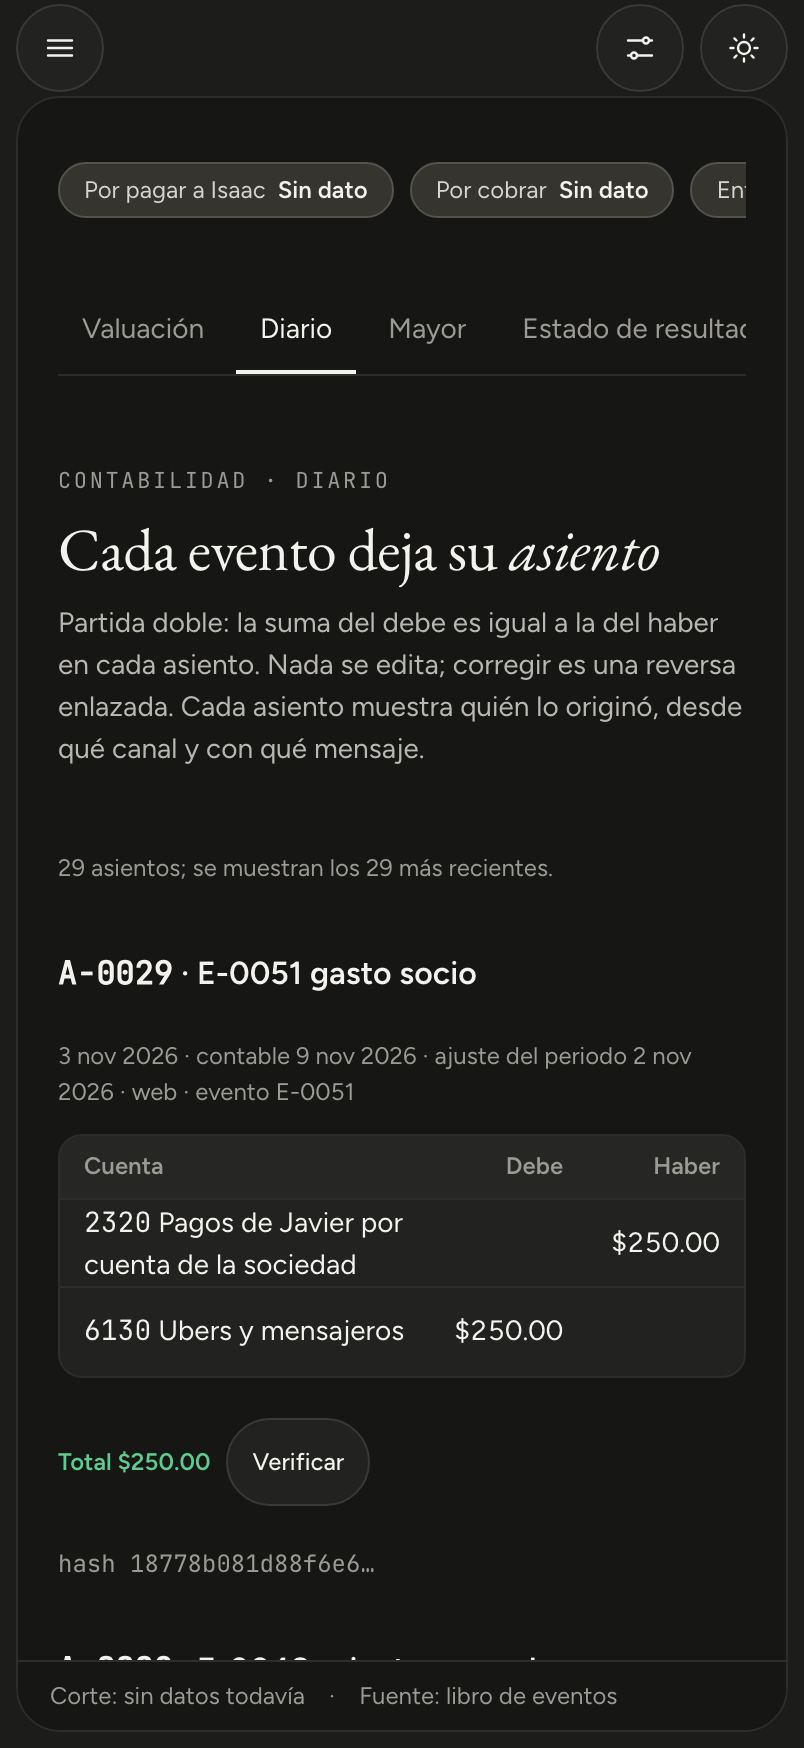 Por pagar a Isaac Sin dato
Por cobrar Sin dato
Valuación
Diario
Mayor
Estado de
CONTABILIDAD · DIARIO
Cada evento deja su asiento
Partida doble: la suma del debe es igual a la del haber
en cada asiento. Nada se edita; corregir es una reversa
enlazada. Cada asiento muestra quién lo originó, desde
qué canal y con qué mensaje.
29 asientos; se muestran los 29 más recientes.
A-0029 · E-0051 gasto socio
3 nov 2026 · contable 9 nov 2026 · ajuste del periodo 2 nov
2026 · web · evento E-0051
Cuenta Debe Haber
2320 Pagos de Javier por
cuenta de la sociedad
$250.00
6130 Ubers y mensajeros $250.00
Total $250.00
Verificar
hash 18778b081d88f6e6…
Corte: sin datos todavía · Fuente: libro de eventos